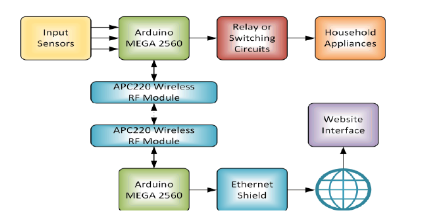 Input
Sensors
Arduino
MEGA 2560
Relay or
Switching
Circuits
Household
Appliances
APC220 Wireless
RF Module
APC220 Wireless
RF Module
Website
Interface
Arduino
MEGA 2560
Ethernet
Shield